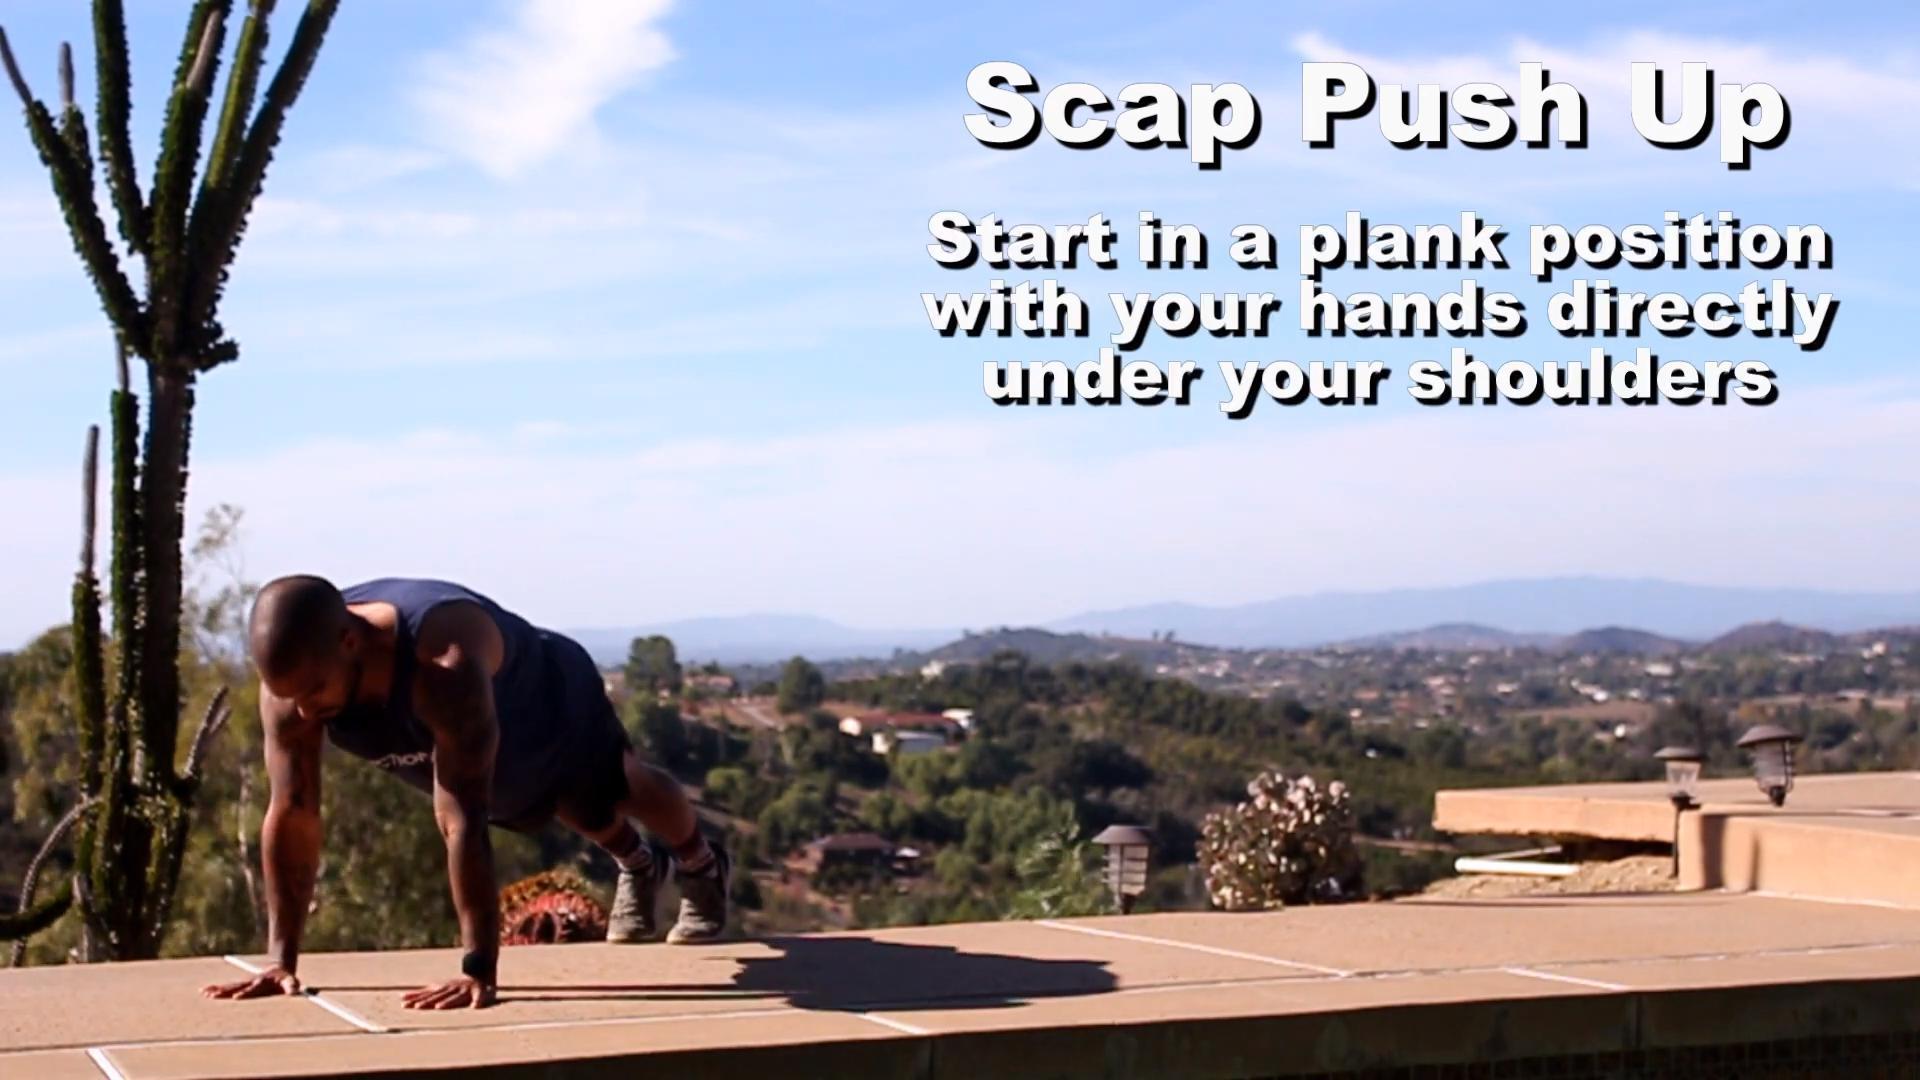 Scap Push Up
Start in a plank position
with your hands directly
under your shoulders